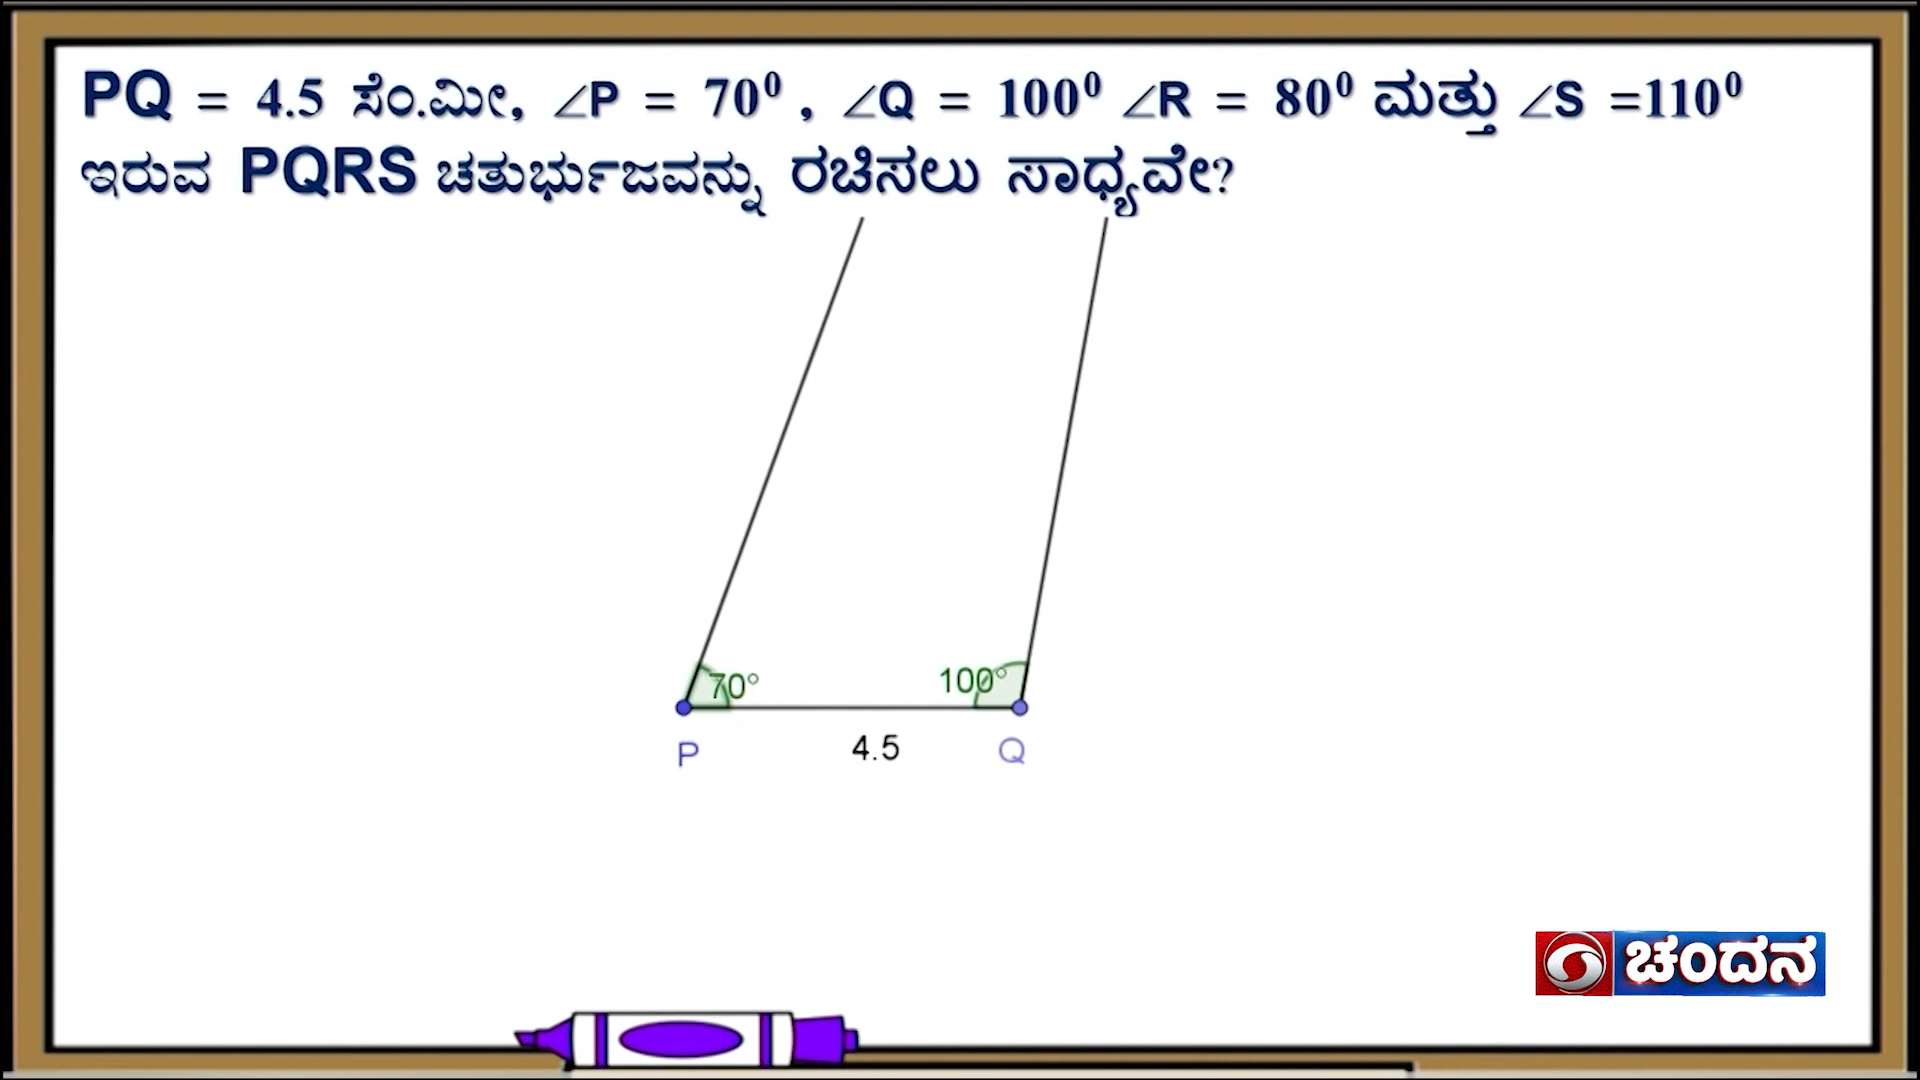 PQ = 4.5 ಸೆಂ.ಮೀ, ∠P = 70⁰ , ∠Q = 100⁰ ∠R = 80⁰ ಮತ್ತು ∠S =110⁰
ಇರುವ PQRS ಚತುರ್ಭುಜವನ್ನು ರಚಿಸಲು ಸಾಧ್ಯವೇ?
70°
100°
P
4.5
Q
ಚಂದನ